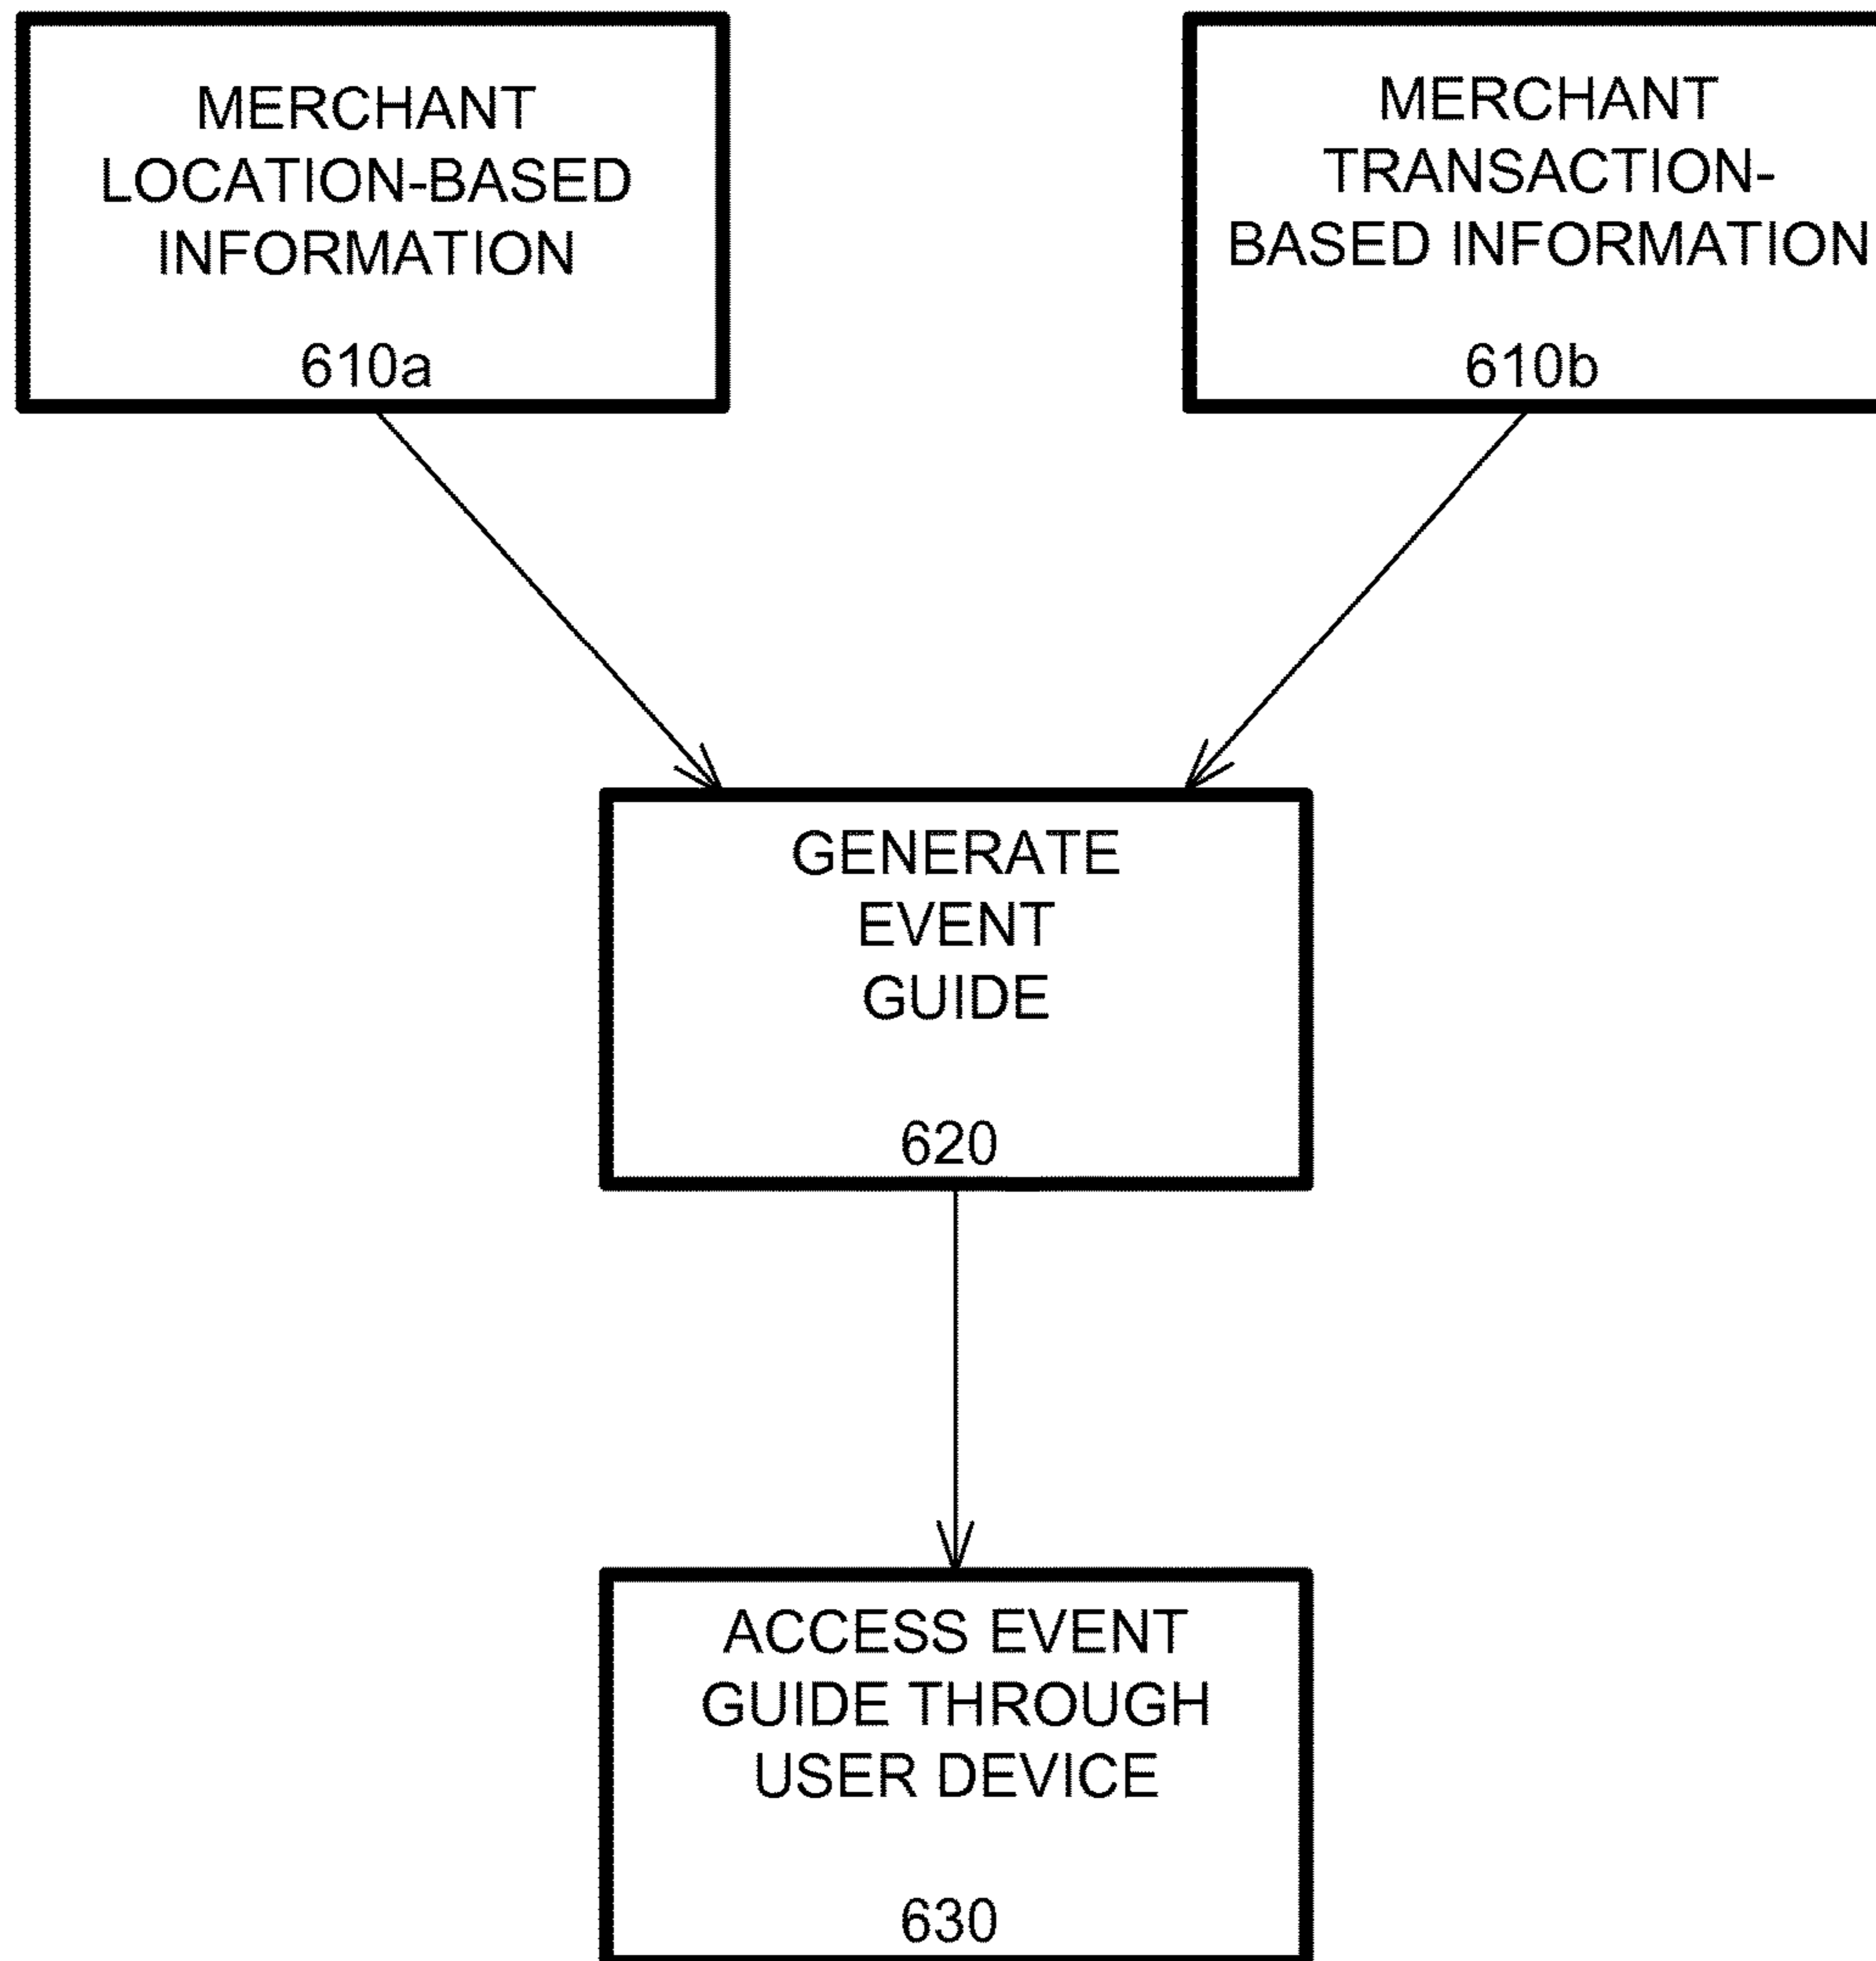 MERCHANT
LOCATION-BASED
INFORMATION
610a
MERCHANT
TRANSACTION-
BASED INFORMATION
610b
GENERATE
EVENT
GUIDE
620
ACCESS EVENT
GUIDE THROUGH
USER DEVICE
630